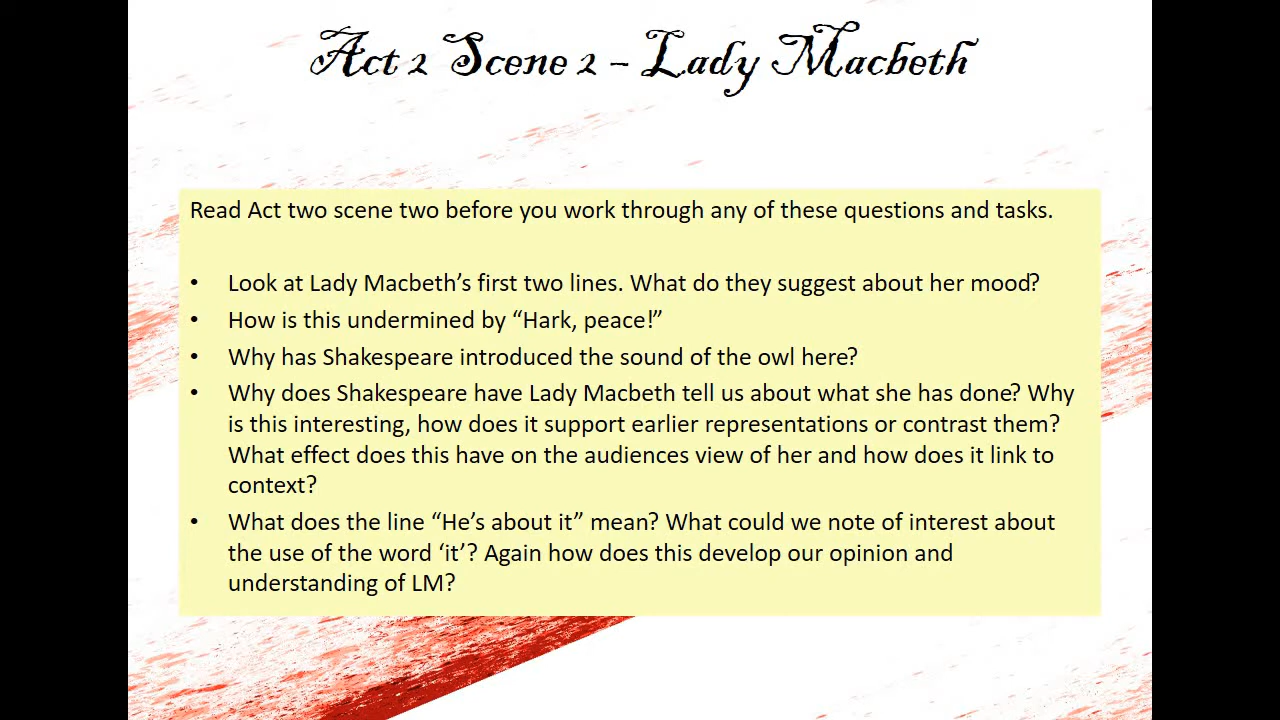 Act 2 Scene 2 – Lady Macbeth
Read Act two scene two before you work through any of these questions and tasks.
• Look at Lady Macbeth’s first two lines. What do they suggest about her mood?
• How is this undermined by “Hark, peace!”
• Why has Shakespeare introduced the sound of the owl here?
• Why does Shakespeare have Lady Macbeth tell us about what she has done? Why
is this interesting, how does it support earlier representations or contrast them?
What effect does this have on the audiences view of her and how does it link to
context?
• What does the line “He’s about it” mean? What could we note of interest about
the use of the word ‘it’? Again how does this develop our opinion and
understanding of LM?